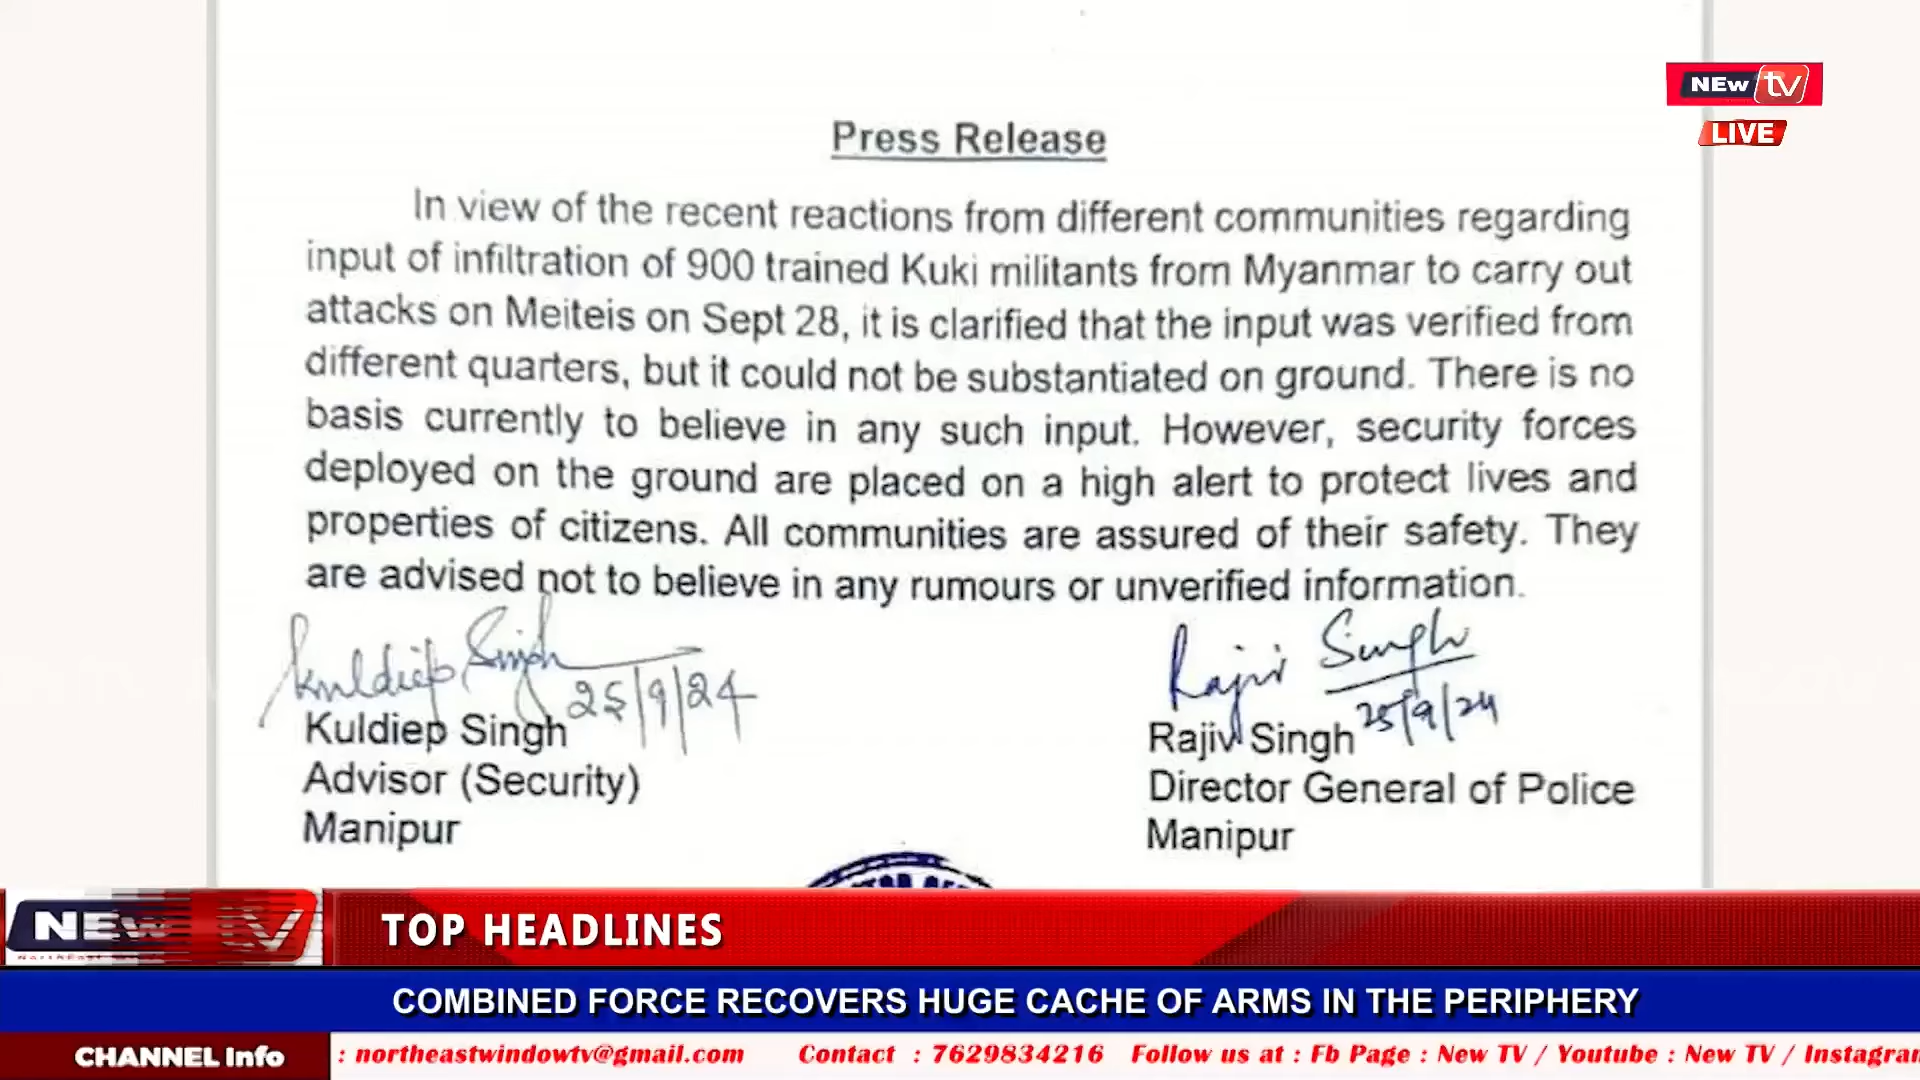 NEw tv
LIVE
Press Release
In view of the recent reactions from different communities regarding
input of infiltration of 900 trained Kuki militants from Myanmar to carry out
attacks on Meiteis on Sept 28, it is clarified that the input was verified from
different quarters, but it could not be substantiated on ground. There is no
basis currently to believe in any such input. However, security forces
deployed on the ground are placed on a high alert to protect lives and
properties of citizens. All communities are assured of their safety. They
are advised not to believe in any rumours or unverified information.
Kuldiep Singh
25/9/24
Kuldiep Singh
Advisor (Security)
Manipur
Rajiv Singh
25/9/24
Rajiv Singh
Director General of Police
Manipur
NEw TV
TOP HEADLINES
COMBINED FORCE RECOVERS HUGE CACHE OF ARMS IN THE PERIPHERY
CHANNEL Info
: northeastwindowtv@gmail.com Contact : 7629834216 Follow us at : Fb Page : New TV / Youtube : New TV / Instagram